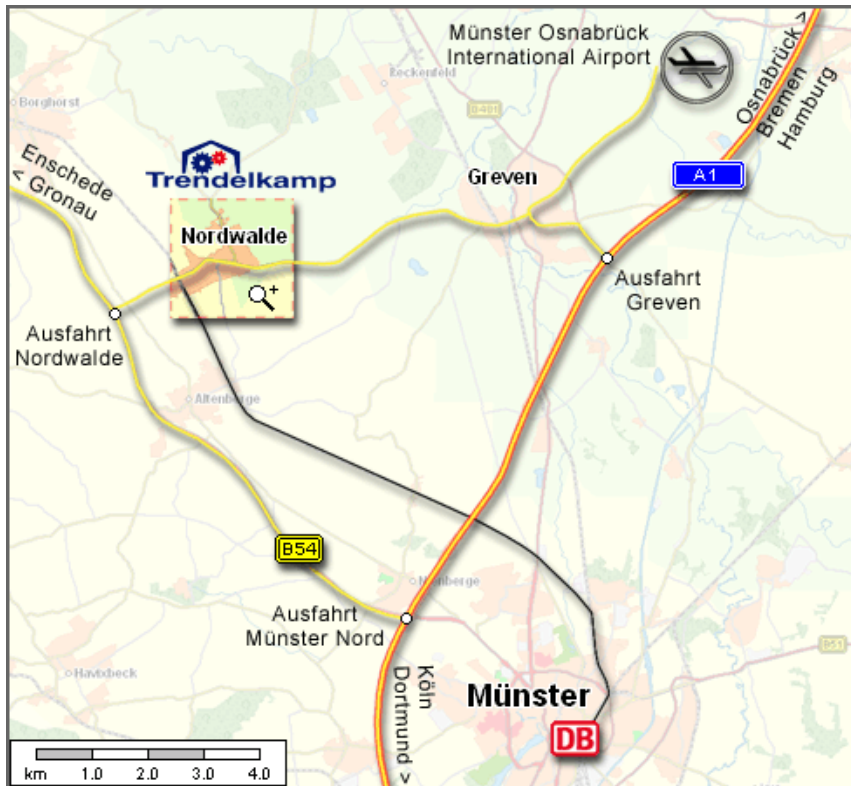 Münster Osnabrück
International Airport
Osnabrück >
Bremen
Hamburg
Reckenfeld
Borghorst
B481
Enschede
< Gronau
Trendelkamp
Greven
A1
Nordwalde
Ausfahrt
Greven
Ausfahrt
Nordwalde
Altenberge
B54
Nienberge
Ausfahrt
Münster Nord
B51
Havixbeck
Köln
Dortmund >
Münster
DB
km 1.0 2.0 3.0 4.0